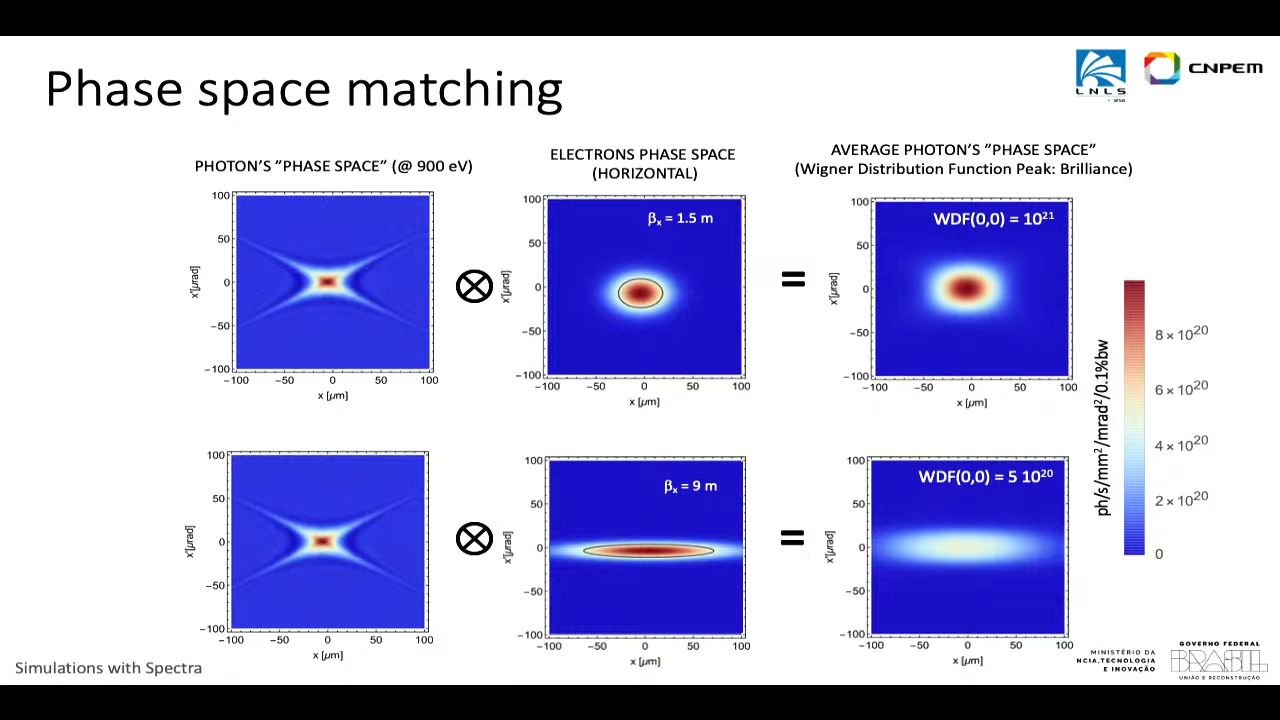 Phase space matching
LNLS
CNPEM
PHOTON'S "PHASE SPACE" (@ 900 eV)
ELECTRONS PHASE SPACE
(HORIZONTAL)
AVERAGE PHOTON'S "PHASE SPACE"
(Wigner Distribution Function Peak: Brilliance)
100
50
0
−50
−100
x'[μrad]
−100 −50 0 50 100
x [μm]
⊗
βx = 1.5 m
100
50
0
−50
−100
x'[μrad]
−100 −50 0 50 100
x [μm]
=
WDF(0,0) = 10²¹
100
50
0
−50
−100
x'[μrad]
−100 −50 0 50 100
x [μm]
100
50
0
−50
−100
x'[μrad]
−100 −50 0 50 100
x [μm]
⊗
βx = 9 m
100
50
0
−50
−100
x'[μrad]
−100 −50 0 50 100
x [μm]
=
WDF(0,0) = 5 10²⁰
100
50
0
−50
−100
x'[μrad]
−100 −50 0 50 100
x [μm]
ph/s/mm²/mrad²/0.1%bw
8×10²⁰
6×10²⁰
4×10²⁰
2×10²⁰
0
Simulations with Spectra
MINISTÉRIO DA
NCIA, TECNOLOGIA
E INOVAÇÃO
GOVERNO FEDERAL
BRASIL
UNIÃO E RECONSTRUÇÃO